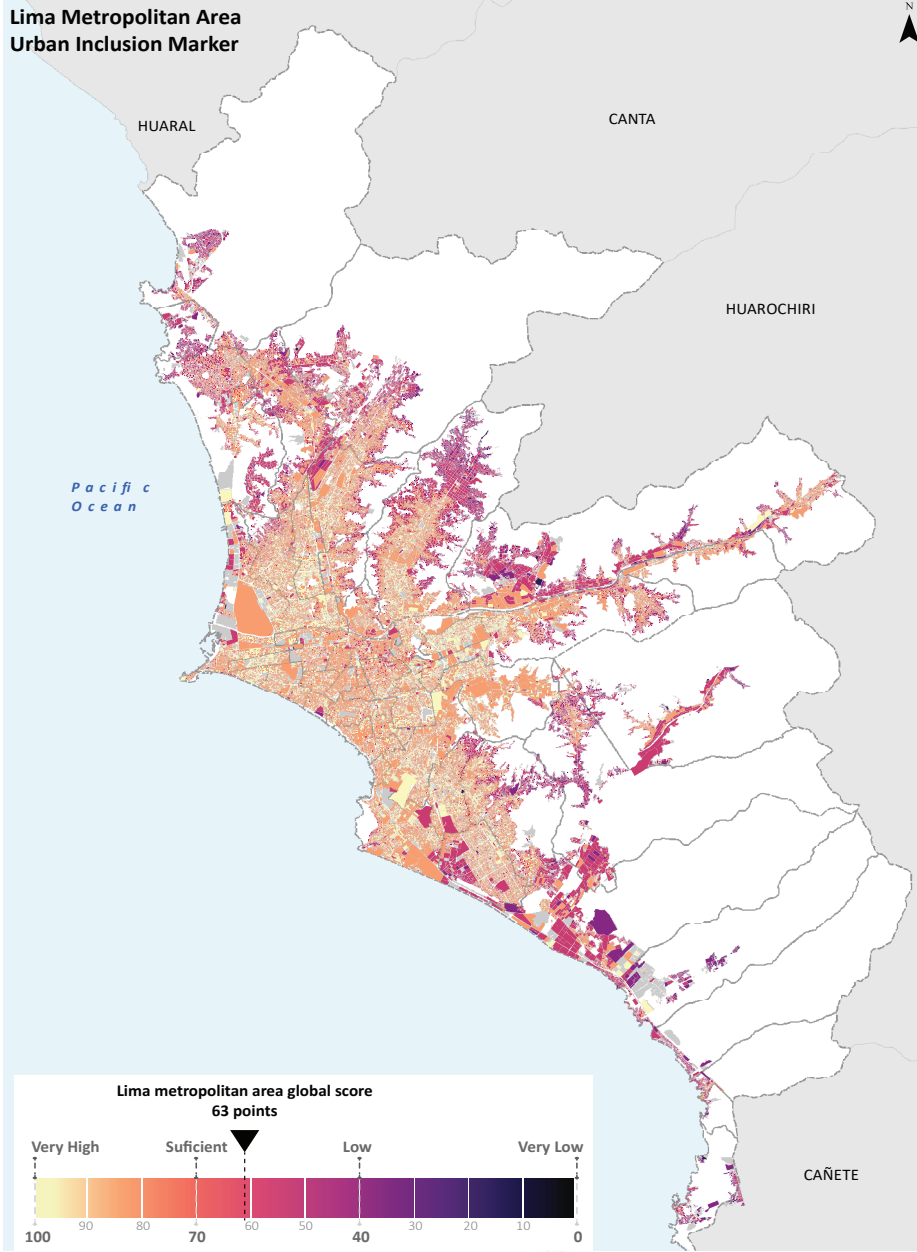 Lima Metropolitan Area
Urban Inclusion Marker
N
HUARAL
CANTA
HUAROCHIRI
Pacific
Ocean
CAÑETE
Lima metropolitan area global score
63 points
Very High Suficient Low Very Low
90 80 60 50 30 20 10
100 70 40 0